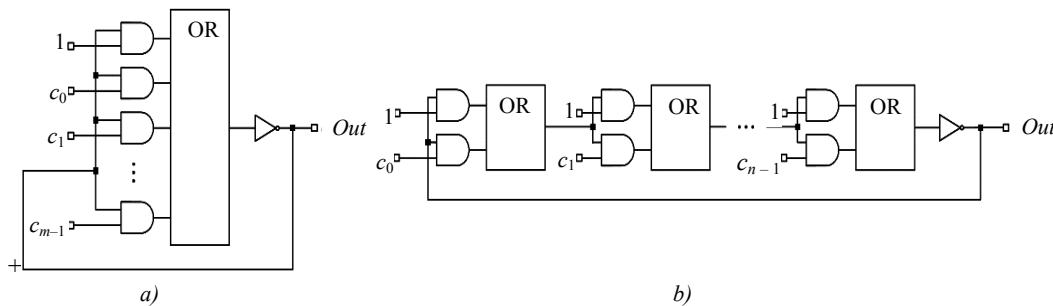 OR
1
c0
c1
⋮
cm–1
Out
+
a)
OR OR OR
1 1 1
c0 c1 ... cn – 1
Out
b)